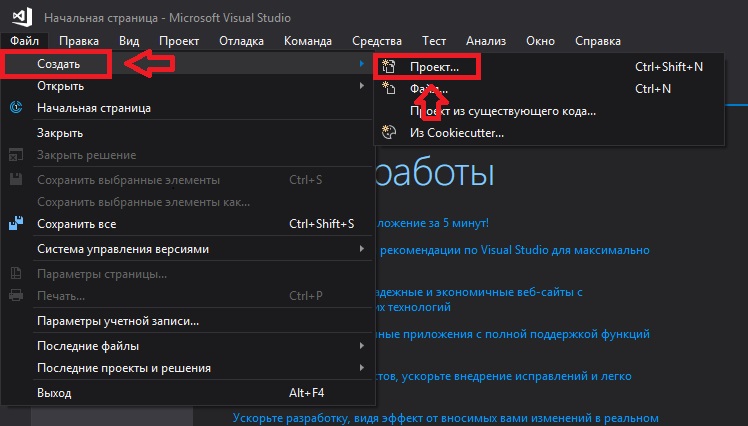 Начальная страница - Microsoft Visual Studio
Файл Правка Вид Проект Отладка Команда Средства Тест Анализ Окно Справка
Создать
Открыть
Начальная страница
Закрыть
Закрыть решение
Сохранить выбранные элементы Ctrl+S
Сохранить выбранные элементы как...
Сохранить все Ctrl+Shift+S
Система управления версиями
Параметры страницы...
Печать... Ctrl+P
Параметры учетной записи...
Последние файлы
Последние проекты и решения
Выход Alt+F4
Проект... Ctrl+Shift+N
Файл... Ctrl+N
Проект из существующего кода...
Из Cookiecutter...
работы
ложение за 5 минут!
рекомендации по Visual Studio для максимально
адежные и экономичные веб-сайты с
их технологий
нные приложения с полной поддержкой функций
стов, ускорьте внедрение исправлений и легко
Ускорьте разработку, видя эффект от вносимых вами изменений в реальном